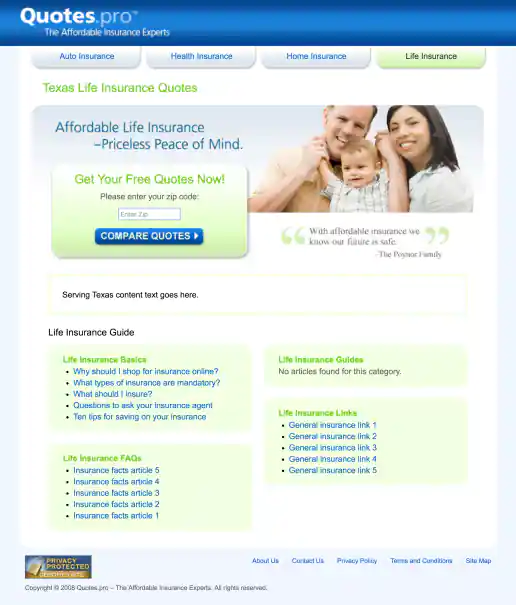 Quotes.pro™
The Affordable Insurance Experts
Auto Insurance
Health Insurance
Home Insurance
Life Insurance
Texas Life Insurance Quotes
Affordable Life Insurance
–Priceless Peace of Mind.
Get Your Free Quotes Now!
Please enter your zip code:
Enter Zip
COMPARE QUOTES
“With affordable insurance we
know our future is safe.”
-The Poynor Family
Serving Texas content text goes here.
Life Insurance Guide
Life Insurance Basics
Why should I shop for insurance online?
What types of insurance are mandatory?
What should I insure?
Questions to ask your insurance agent
Ten tips for saving on your insurance
Life Insurance FAQs
Insurance facts article 5
Insurance facts article 4
Insurance facts article 3
Insurance facts article 2
Insurance facts article 1
Life Insurance Guides
No articles found for this category.
Life Insurance Links
General insurance link 1
General insurance link 2
General insurance link 3
General insurance link 4
General insurance link 5
PRIVACY
PROTECTED
About Us
Contact Us
Privacy Policy
Terms and Conditions
Site Map
Copyright © 2008 Quotes.pro – The Affordable Insurance Experts. All rights reserved.